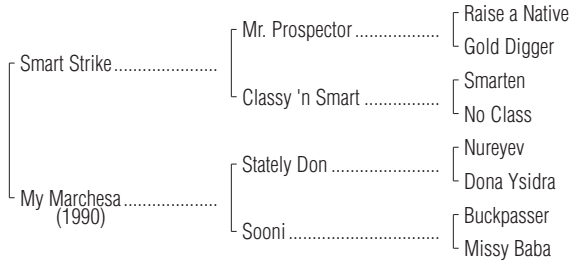 Raise a Native
Mr. Prospector ..................
Gold Digger
Smart Strike ......................
Smarten
Classy 'n Smart ................
No Class
Nureyev
Stately Don .......................
Dona Ysidra
My Marchesa ....................
(1990)
Buckpasser
Sooni ................................
Missy Baba